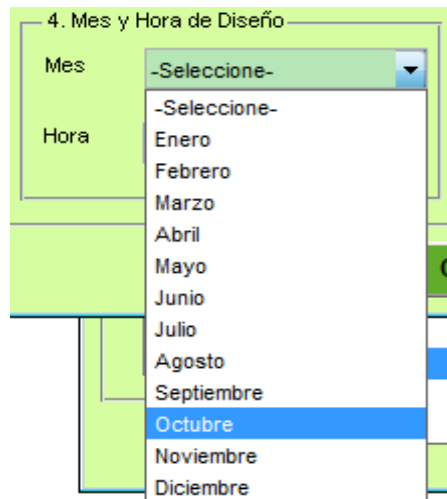 4. Mes y Hora de Diseño
Mes
-Seleccione-
-Seleccione-
Hora
Enero
Febrero
Marzo
Abril
Mayo
Junio
Julio
Agosto
Septiembre
Octubre
Noviembre
Diciembre